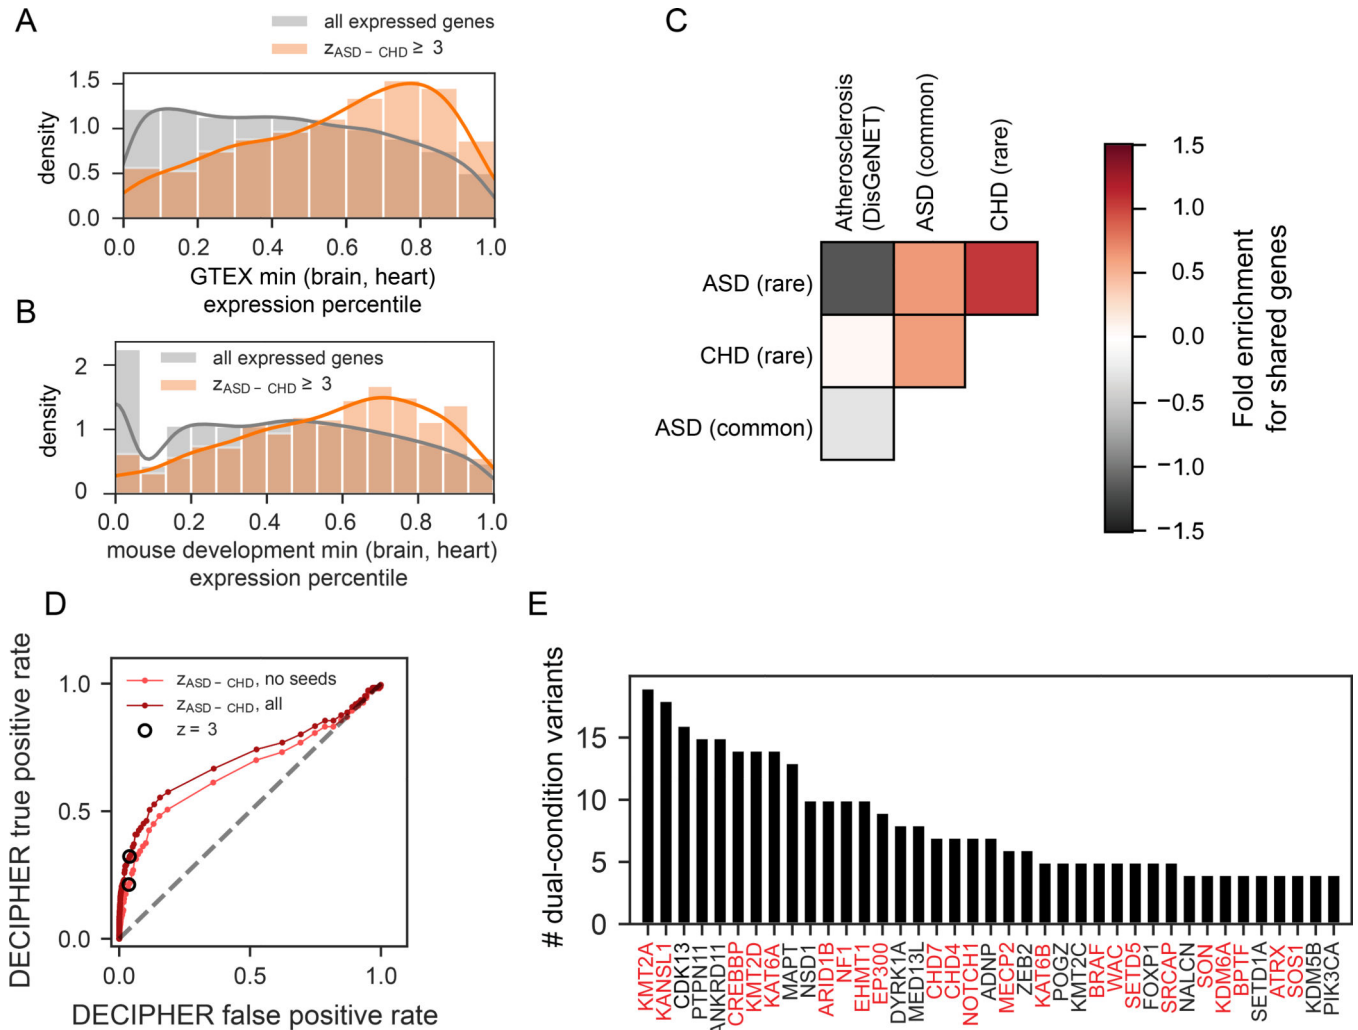 A
all expressed genes
z ASD – CHD ≥ 3
density
1.5
1.0
0.5
0.0
0.0 0.2 0.4 0.6 0.8 1.0
GTEX min (brain, heart)
expression percentile
B
all expressed genes
z ASD – CHD ≥ 3
density
2
1
0
0.0 0.2 0.4 0.6 0.8 1.0
mouse development min (brain, heart)
expression percentile
C
Atherosclerosis
(DisGeNET)
ASD (common)
CHD (rare)
ASD (rare)
CHD (rare)
ASD (common)
1.5
1.0
0.5
0.0
−0.5
−1.0
−1.5
Fold enrichment
for shared genes
D
DECIPHER true positive rate
1.0
0.5
0.0
z ASD – CHD, no seeds
z ASD – CHD, all
z = 3
0.0 0.5 1.0
DECIPHER false positive rate
E
# dual-condition variants
15
10
5
0
KMT2A
KANSL1
CDK13
PTPN11
ANKRD11
CREBBP
KMT2D
KAT6A
MAPT
NSD1
ARID1B
NF1
EHMT1
EP300
DYRK1A
MED13L
CHD7
CHD4
NOTCH1
ADNP
MECP2
ZEB2
KAT6B
POGZ
KMT2C
BRAF
WAC
SETD5
FOXP1
SRCAP
NALCN
SON
KDM6A
BPTF
SETD1A
ATRX
SOS1
KDM5B
PIK3CA